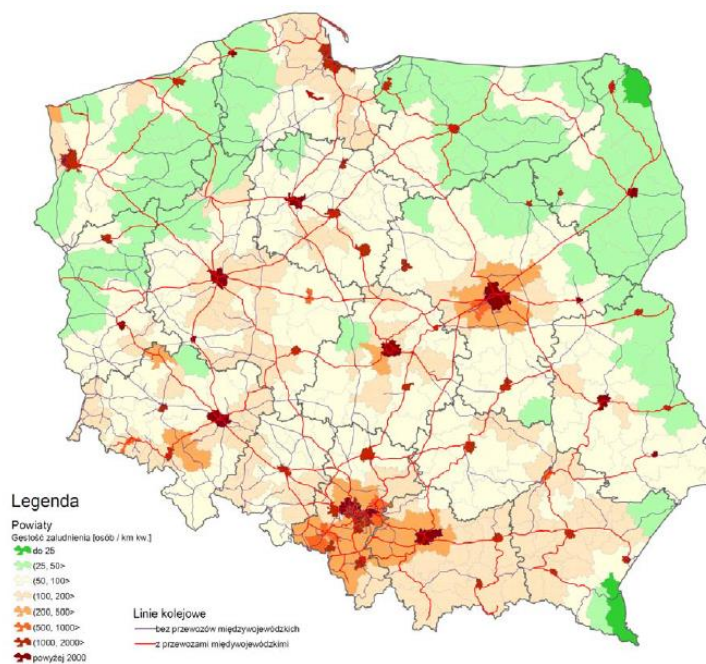 Legenda
Powiaty
Gęstość zaludnienia [osób / km kw.]
do 25
(25, 50>
(50, 100>
(100, 200>
(200, 500>
(500, 1000>
(1000, 2000>
powyżej 2000
Linie kolejowe
bez przewozów międzywojewódzkich
z przewozami międywojewódzkimi